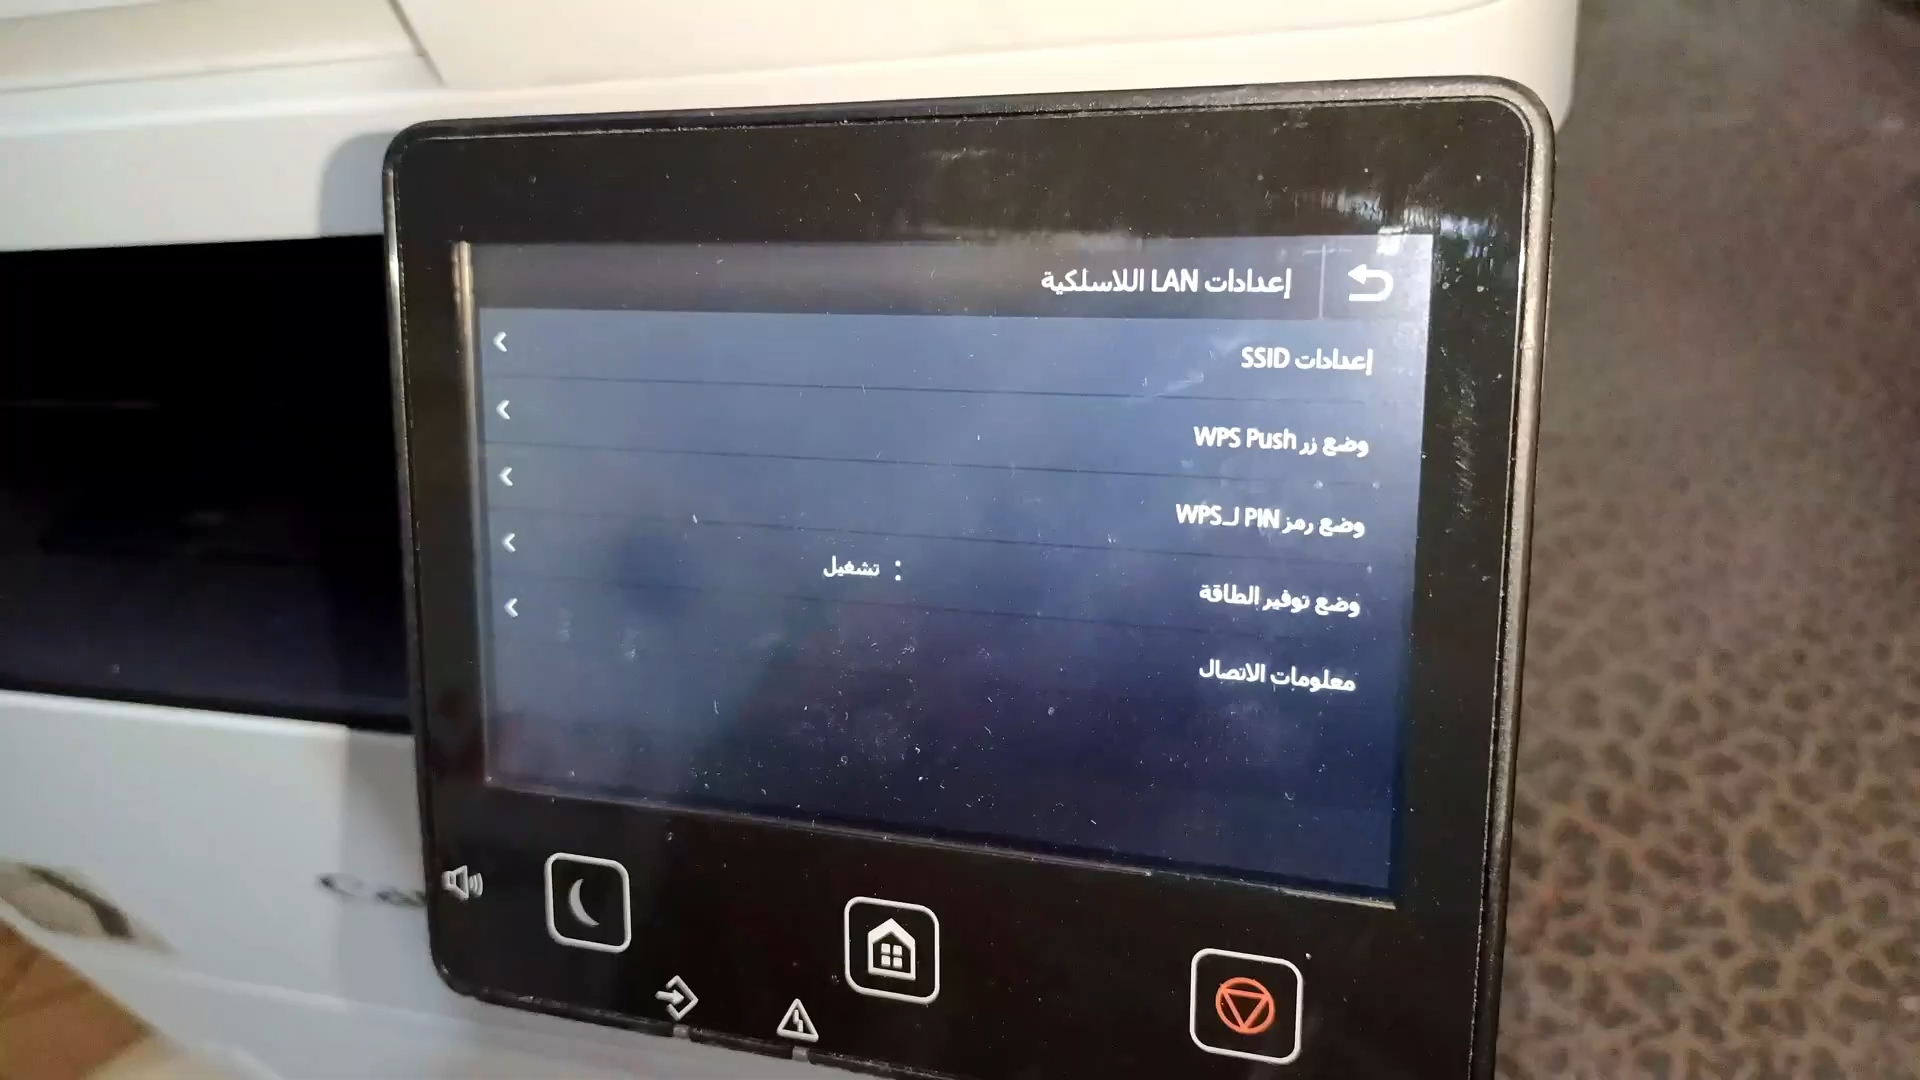 إعدادات LAN اللاسلكية
إعدادات SSID
وضع زر WPS Push
وضع رمز PIN لـ WPS
وضع توفير الطاقة : تشغيل
معلومات الاتصال